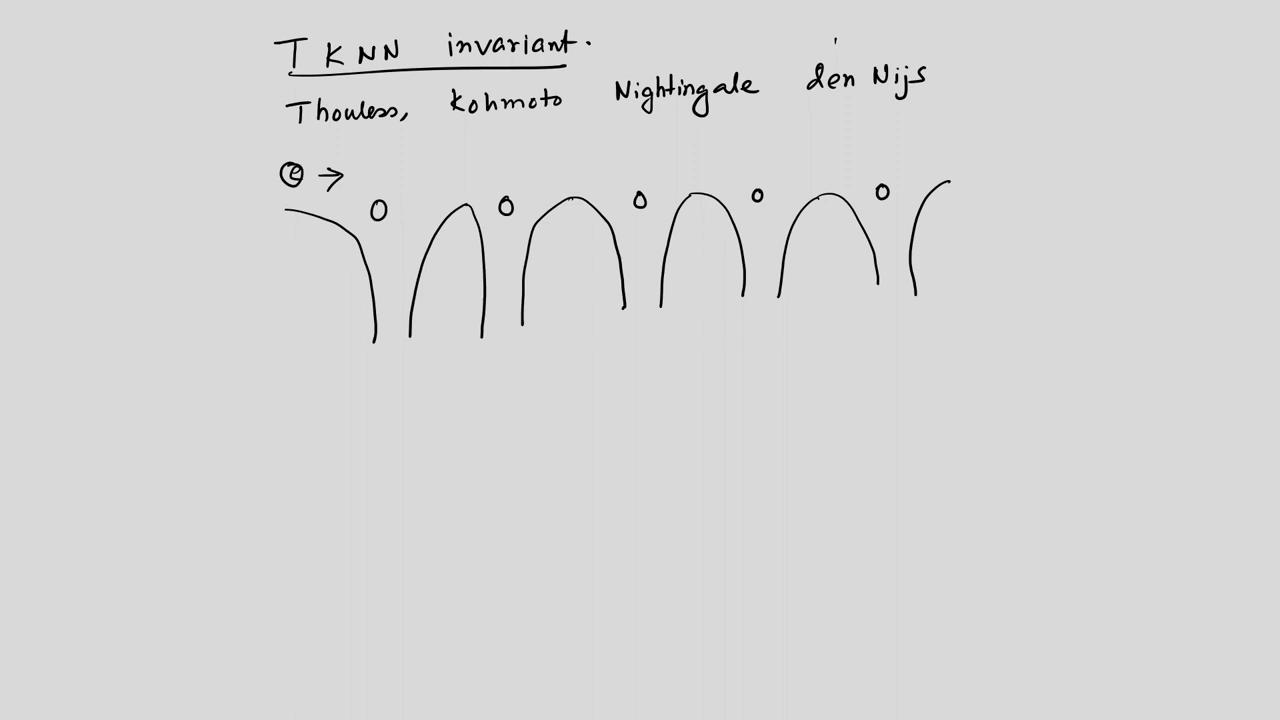 TKNN invariant.
Thouless, Kohmoto Nightingale den Nijs
e →